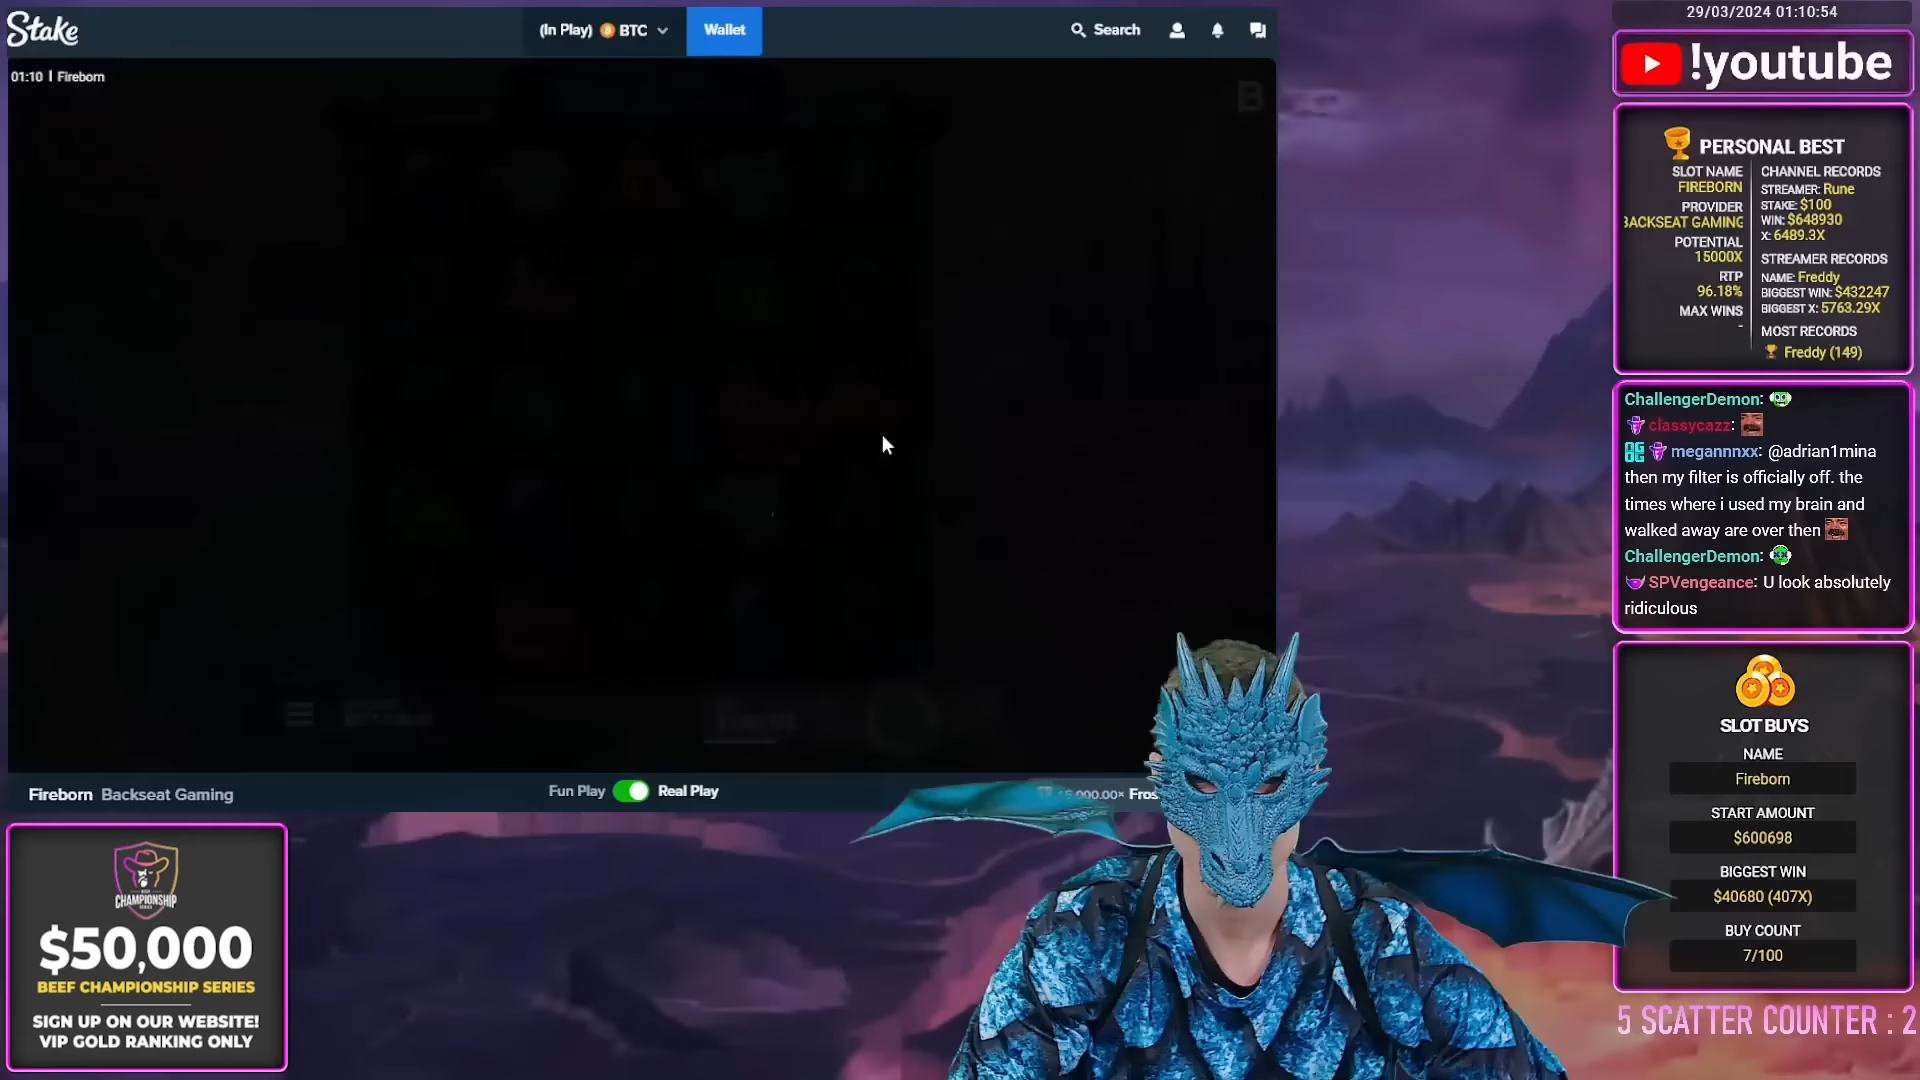 Stake
(In Play) BTC
Wallet
Search
01:10 | Fireborn
B
Fireborn Backseat Gaming
Fun Play Real Play
CHAMPIONSHIP
$50,000
BEEF CHAMPIONSHIP SERIES
SIGN UP ON OUR WEBSITE!
VIP GOLD RANKING ONLY
29/03/2024 01:10:54
!youtube
PERSONAL BEST
SLOT NAME
FIREBORN
PROVIDER
BACKSEAT GAMING
POTENTIAL
15000X
RTP
96.18%
MAX WINS
-
CHANNEL RECORDS
STREAMER: Rune
STAKE: $100
WIN: $648930
X: 6489.3X
STREAMER RECORDS
NAME: Freddy
BIGGEST WIN: $432247
BIGGEST X: 5763.29X
MOST RECORDS
Freddy (149)
ChallengerDemon:
classycazz:
megannnxx: @adrian1mina
then my filter is officially off. the
times where i used my brain and
walked away are over then
ChallengerDemon:
SPVengeance: U look absolutely
ridiculous
SLOT BUYS
NAME
Fireborn
START AMOUNT
$600698
BIGGEST WIN
$40680 (407X)
BUY COUNT
7/100
5 SCATTER COUNTER : 2